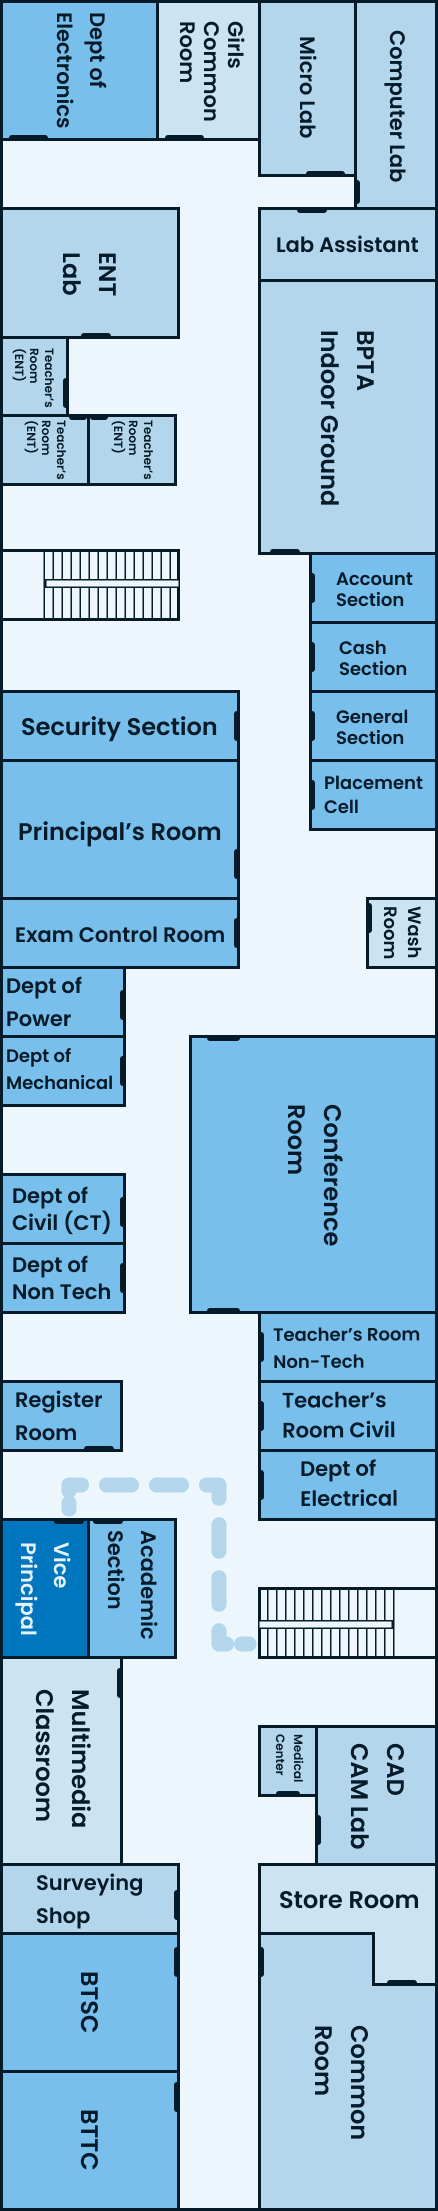 Dept of
Electronics
Girls
Common
Room
Micro Lab
Computer Lab
ENT
Lab
Lab Assistant
BPTA
Indoor Ground
Teacher's
Room
(ENT)
Teacher's
Room
(ENT)
Teacher's
Room
(ENT)
Account
Section
Cash
Section
General
Section
Placement
Cell
Security Section
Principal's Room
Exam Control Room
Wash
Room
Dept of
Power
Dept of
Mechanical
Conference
Room
Dept of
Civil (CT)
Dept of
Non Tech
Teacher's Room
Non-Tech
Register
Room
Teacher's
Room Civil
Dept of
Electrical
Vice
Principal
Academic
Section
Multimedia
Classroom
Medical
Center
CAD
CAM Lab
Surveying
Shop
Store Room
BTSC
Common
Room
BTTC